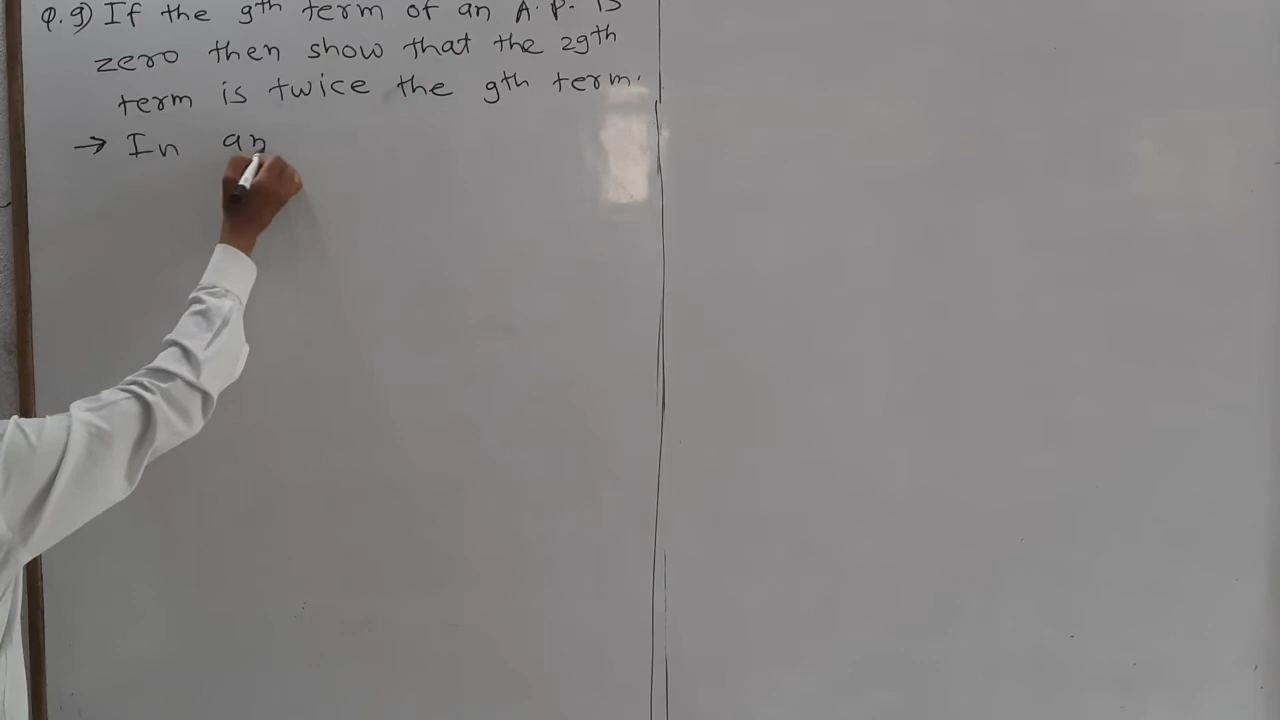 Q.9) If the 9th term of an A.P. is
zero then show that the 29th
term is twice the 9th term.
→ In an